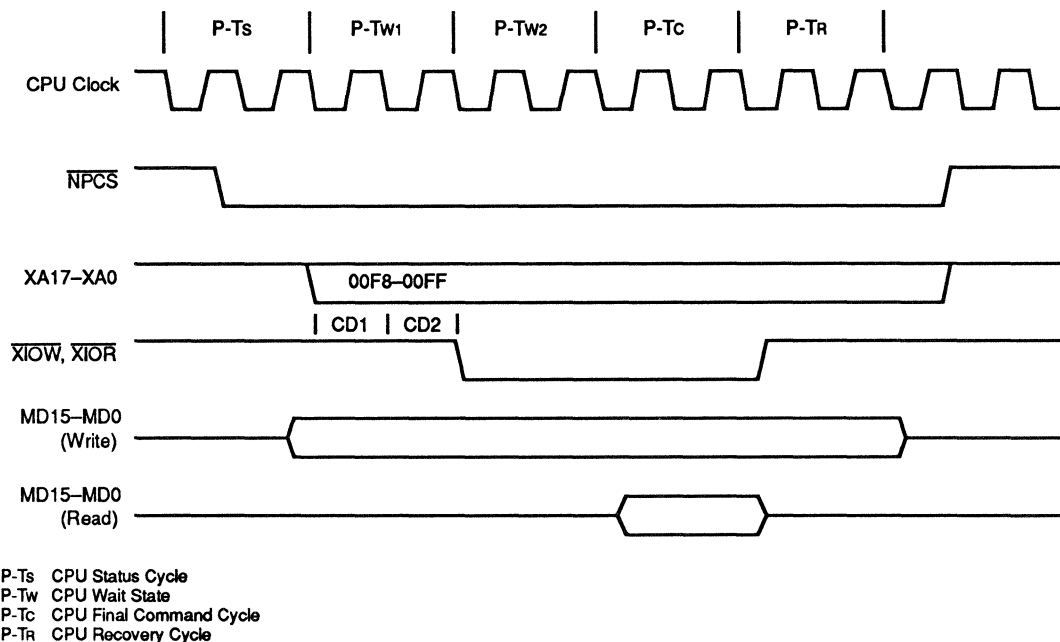 P-Ts P-Tw1 P-Tw2 P-Tc P-TR
CPU Clock
NPCS
XA17–XA0
00F8–00FF
CD1 CD2
XIOW, XIOR
MD15–MD0
(Write)
MD15–MD0
(Read)
P-Ts CPU Status Cycle
P-Tw CPU Wait State
P-Tc CPU Final Command Cycle
P-TR CPU Recovery Cycle